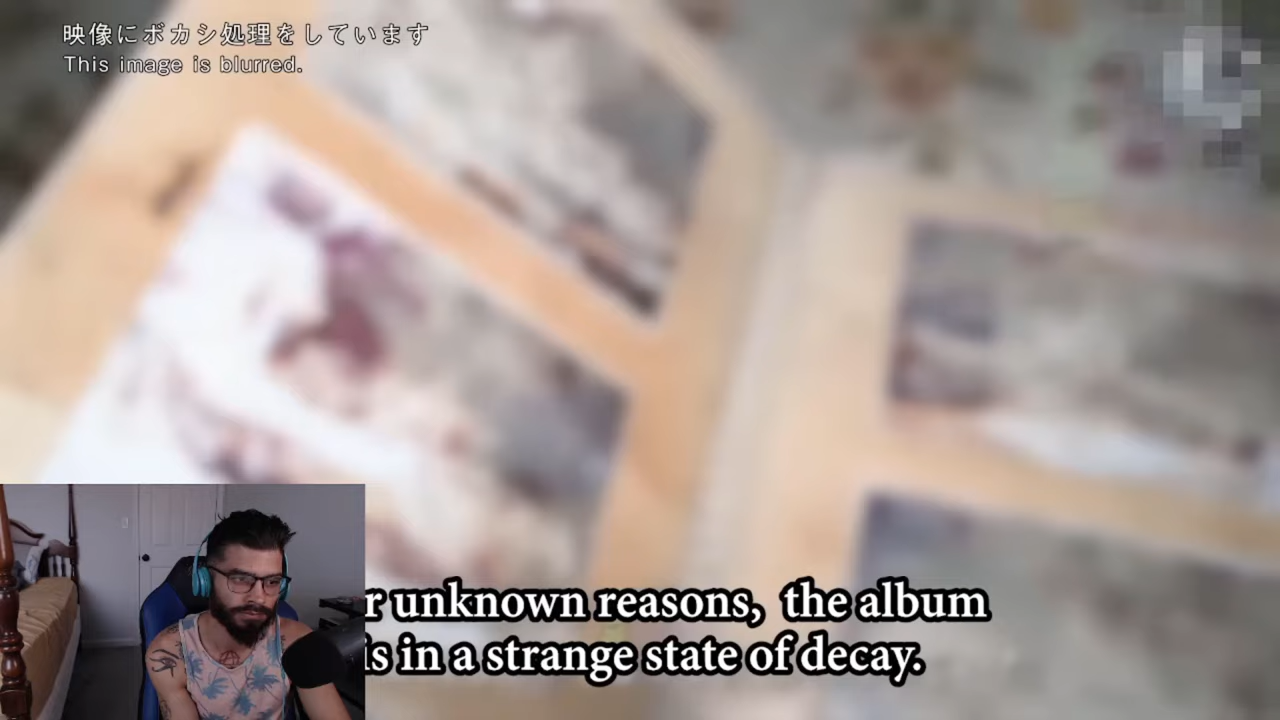 映像にボカシ処理をしています
This image is blurred.
r unknown reasons, the album
is in a strange state of decay.